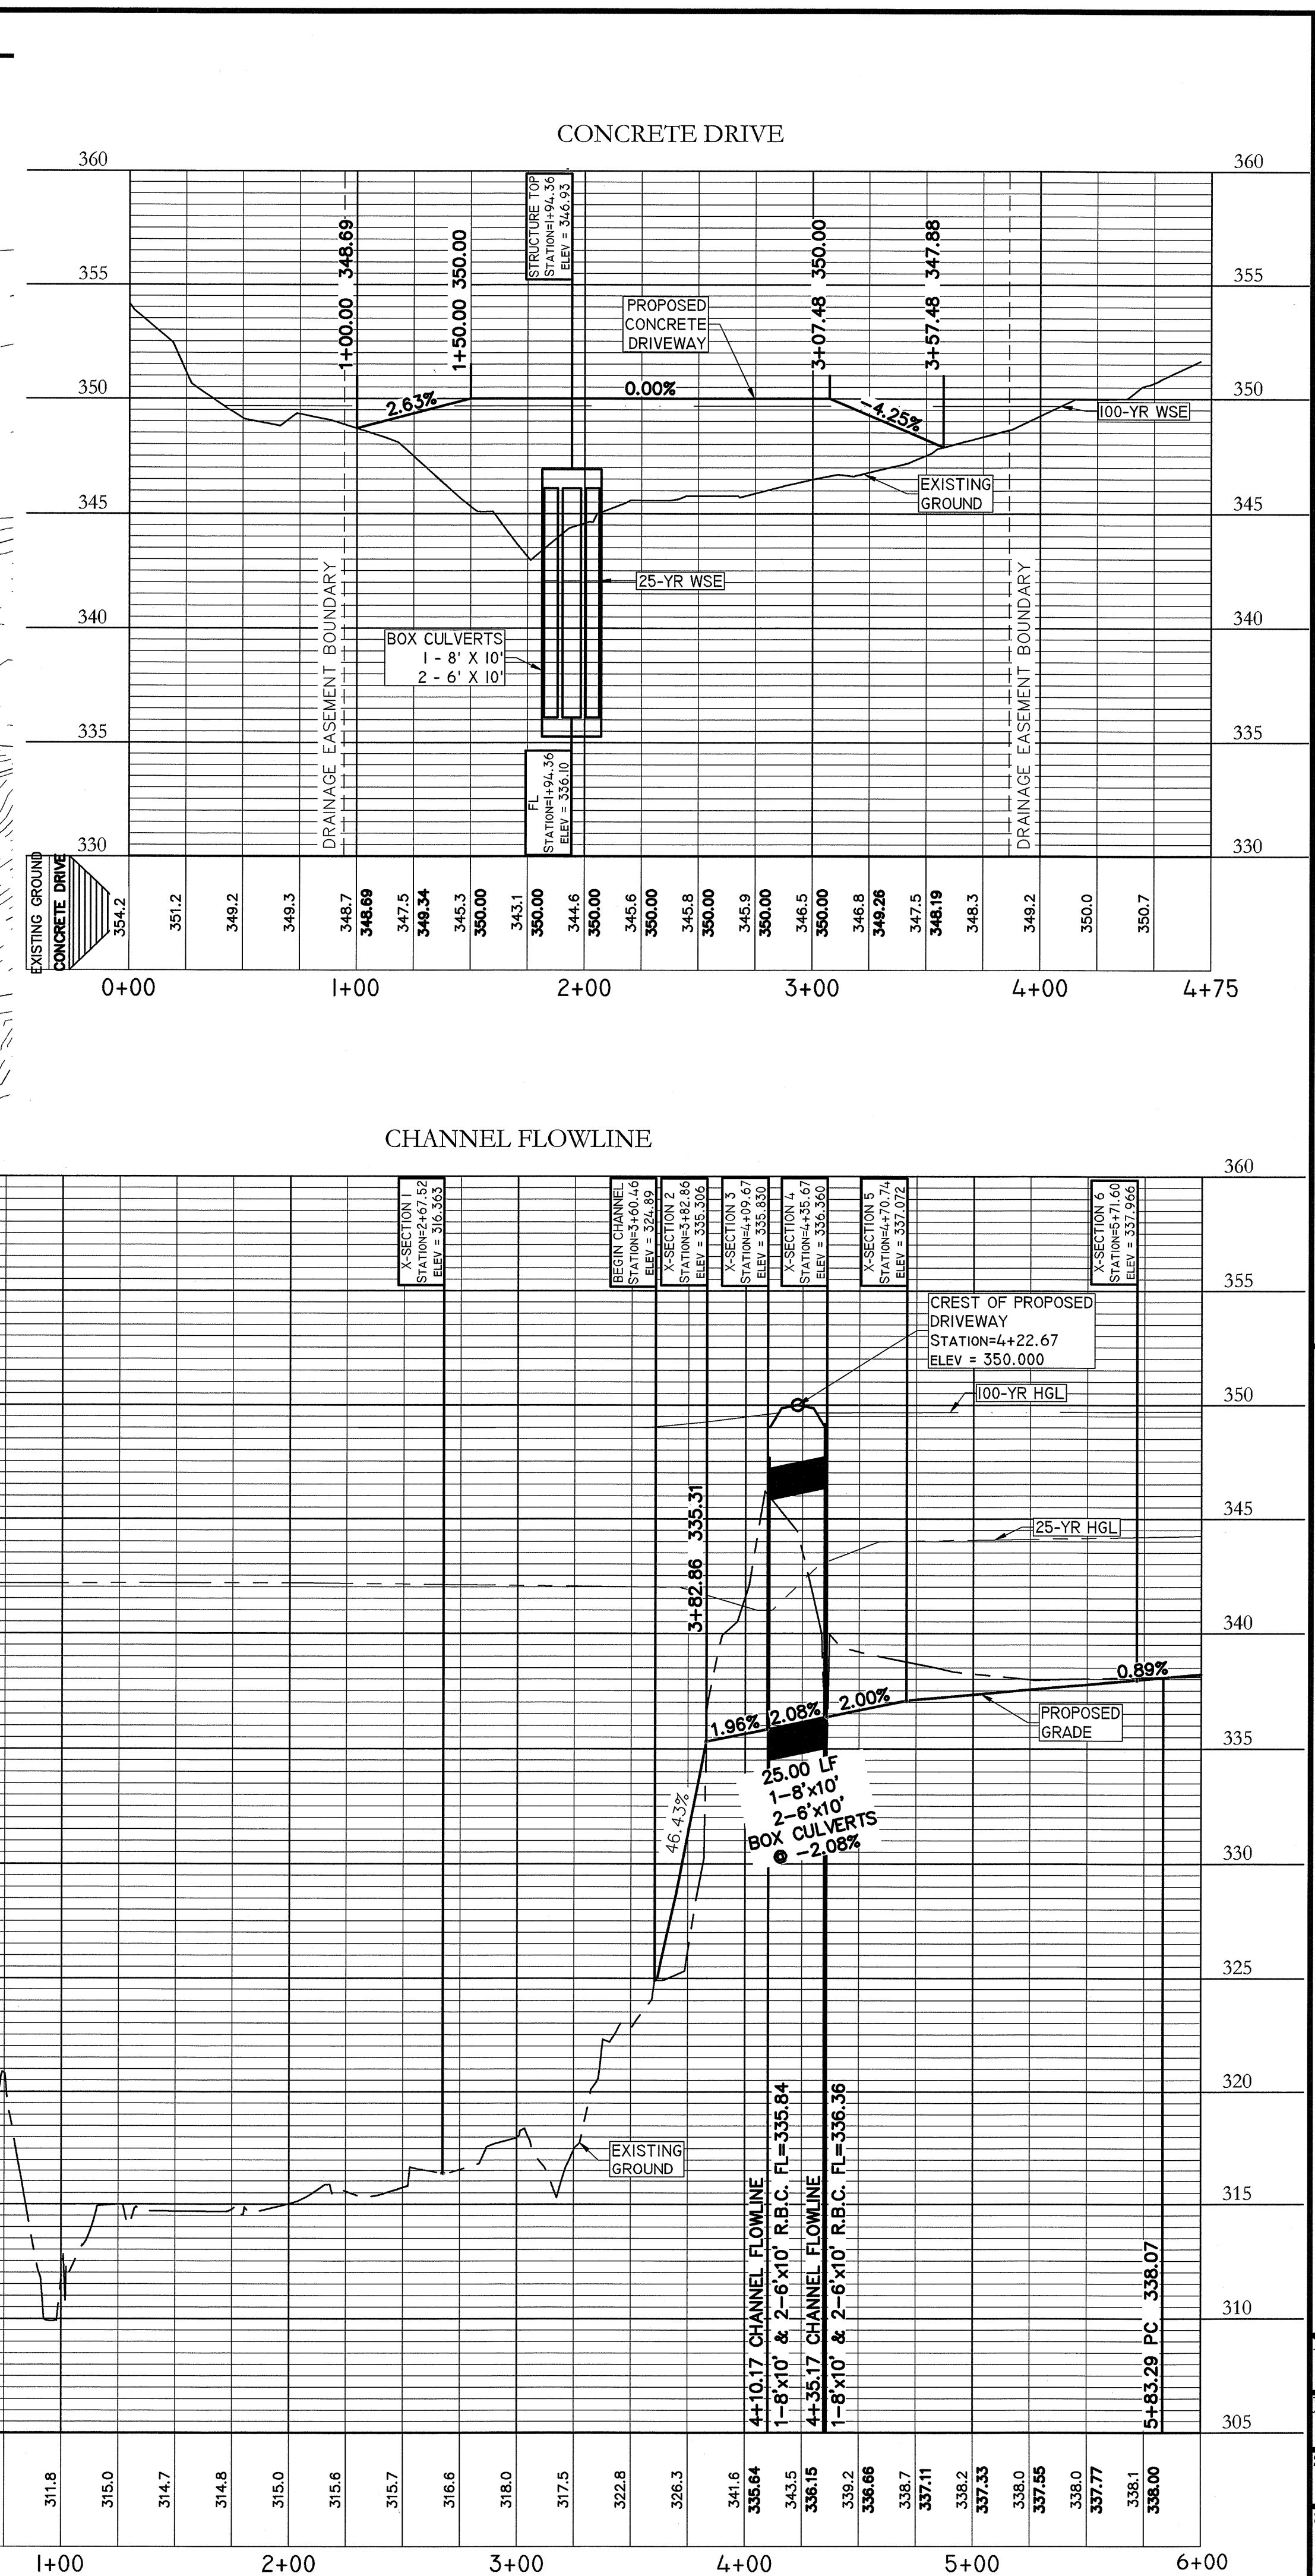 CONCRETE DRIVE
360
360
355
355
350
350
345
345
340
340
335
335
330
330
STRUCTURE TOP
STATION=1+94.36
ELEV = 346.93
1+00.00 348.69
1+50.00 350.00
3+07.48 350.00
3+57.48 347.88
PROPOSED
CONCRETE
DRIVEWAY
2.63%
0.00%
-4.25%
100-YR WSE
EXISTING
GROUND
25-YR WSE
BOX CULVERTS
1 - 8' X 10'
2 - 6' X 10'
DRAINAGE EASEMENT BOUNDARY
DRAINAGE EASEMENT BOUNDARY
FL
STATION=1+94.36
ELEV = 336.10
EXISTING GROUND
CONCRETE DRIVE
354.2
351.2
349.2
349.3
348.7
348.69
347.5
349.34
345.3
350.00
343.1
350.00
344.6
350.00
345.6
350.00
345.8
350.00
345.9
350.00
346.5
350.00
346.8
349.26
347.5
348.19
348.3
349.2
350.0
350.7
0+00
1+00
2+00
3+00
4+00
4+75
CHANNEL FLOWLINE
360
355
350
345
340
335
330
325
320
315
310
305
X-SECTION 1
STATION=2+67.52
ELEV = 316.363
BEGIN CHANNEL
STATION=3+60.46
ELEV = 324.89
X-SECTION 2
STATION=3+82.86
ELEV = 335.306
X-SECTION 3
STATION=4+09.67
ELEV = 335.830
X-SECTION 4
STATION=4+35.67
ELEV = 336.360
X-SECTION 5
STATION=4+70.74
ELEV = 337.072
X-SECTION 6
STATION=5+71.60
ELEV = 337.966
CREST OF PROPOSED
DRIVEWAY
STATION=4+22.67
ELEV = 350.000
100-YR HGL
25-YR HGL
3+82.86 335.31
1.96%
2.08%
2.00%
0.89%
PROPOSED
GRADE
46.43%
25.00 LF
1-8'x10'
2-6'x10'
BOX CULVERTS
@ -2.08%
EXISTING
GROUND
4+10.17 CHANNEL FLOWLINE
1-8'x10' & 2-6'x10' R.B.C. FL=335.84
4+35.17 CHANNEL FLOWLINE
1-8'x10' & 2-6'x10' R.B.C. FL=336.36
5+83.29 PC 338.07
311.8
315.0
314.7
314.8
315.0
315.6
315.7
316.6
318.0
317.5
322.8
326.3
341.6
335.64
343.5
336.15
339.2
336.66
338.7
337.11
338.2
337.33
338.0
337.55
338.0
337.77
338.1
338.00
1+00
2+00
3+00
4+00
5+00
6+00